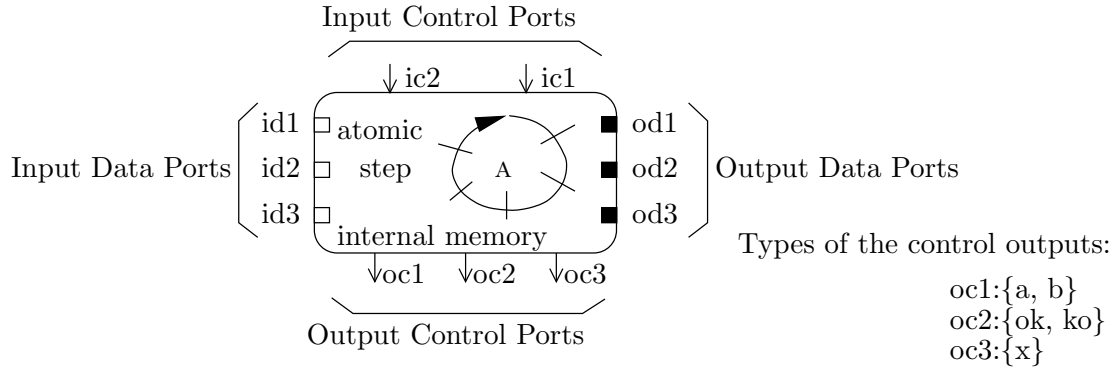 Input Control Ports
ic2 ic1
id1 atomic od1
Input Data Ports id2 step A od2 Output Data Ports
id3 od3
internal memory
Types of the control outputs:
oc1 oc2 oc3
oc1:{a, b}
Output Control Ports
oc2:{ok, ko}
oc3:{x}